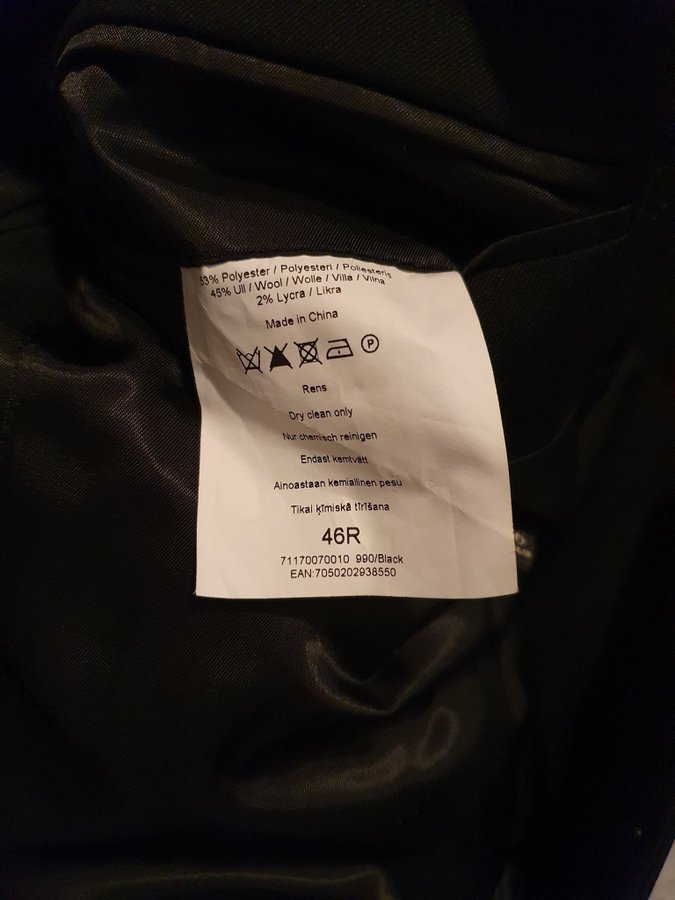 53% Polyester / Polyesteri / Poliesteris
45% Ull / Wool / Wolle / Villa / Vilna
2% Lycra / Likra
Made in China
P
Rens
Dry clean only
Nur chemisch reinigen
Endast kemtvätt
Ainoastaan kemiallinen pesu
Tikai ķīmiskā tīrīšana
46R
71170070010 990/Black
EAN:7050202938550